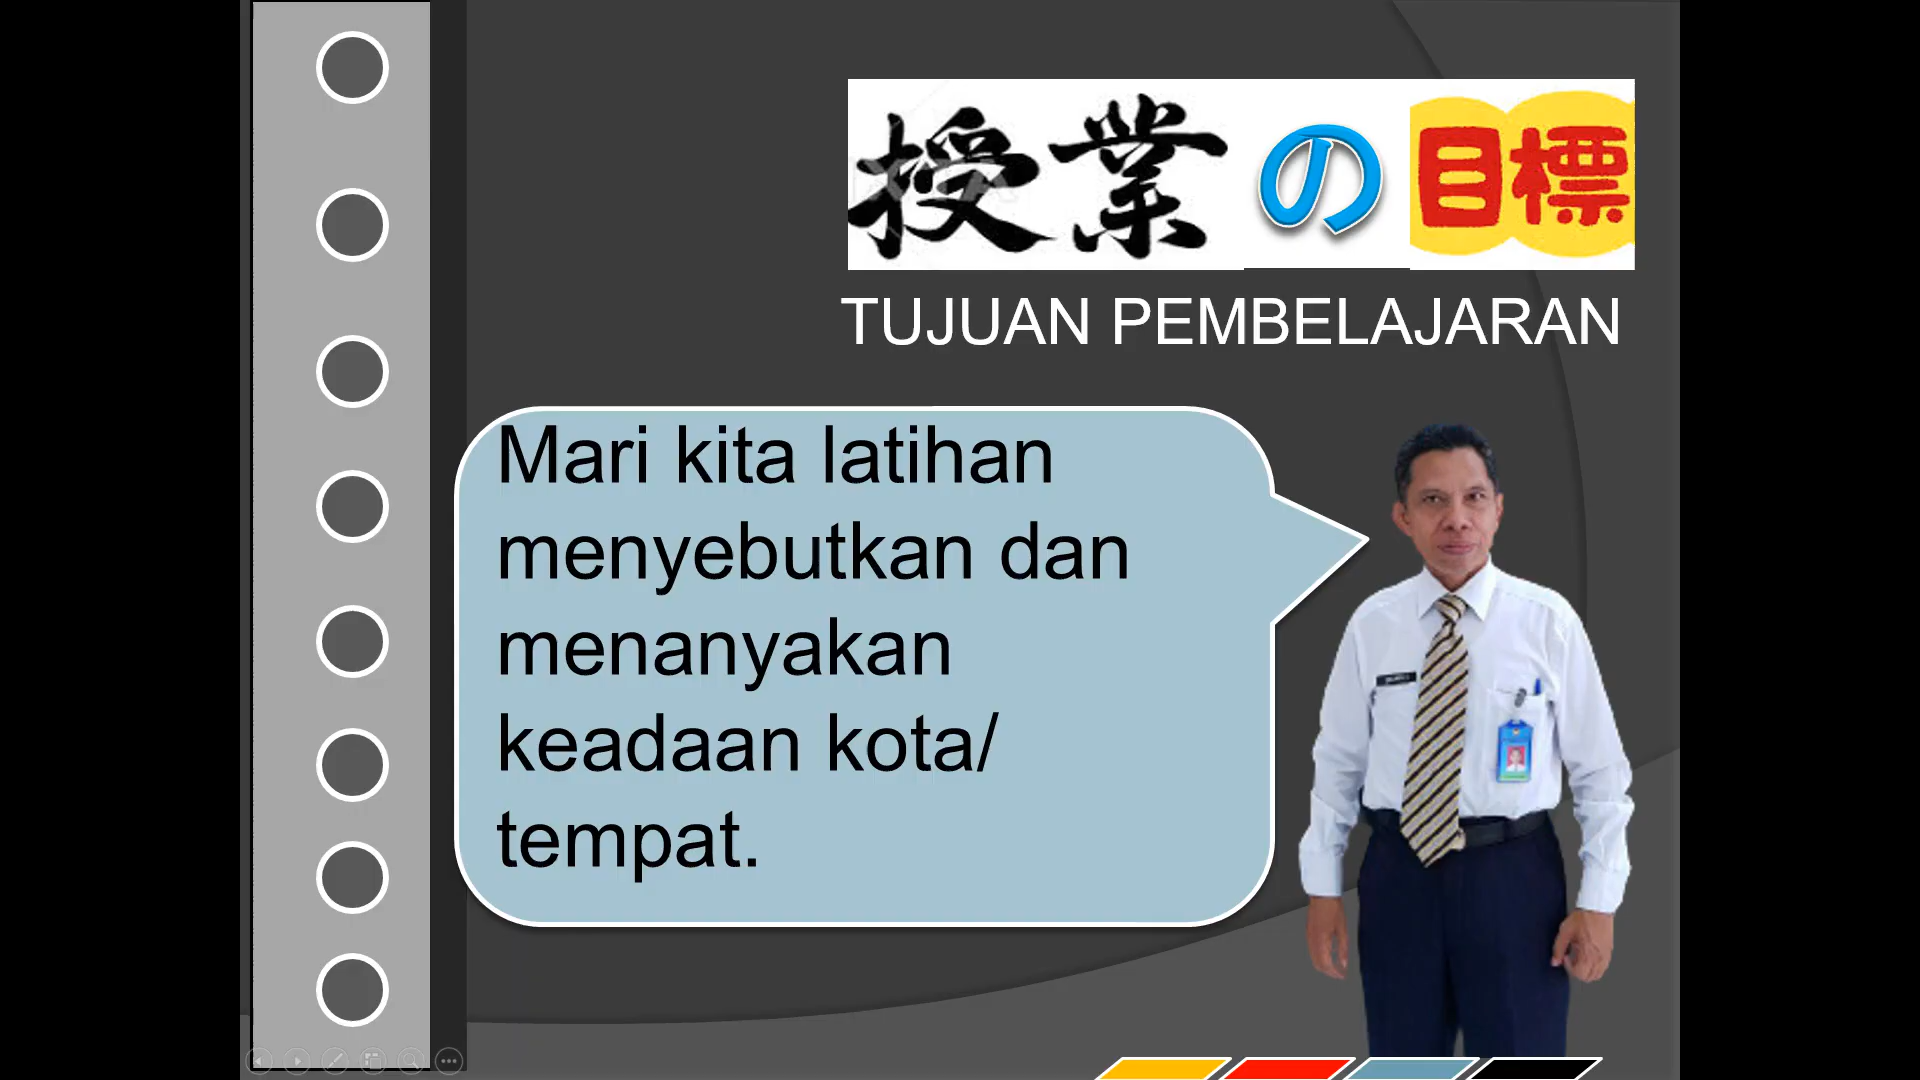 授業の目標
TUJUAN PEMBELAJARAN
Mari kita latihan
menyebutkan dan
menanyakan
keadaan kota/
tempat.